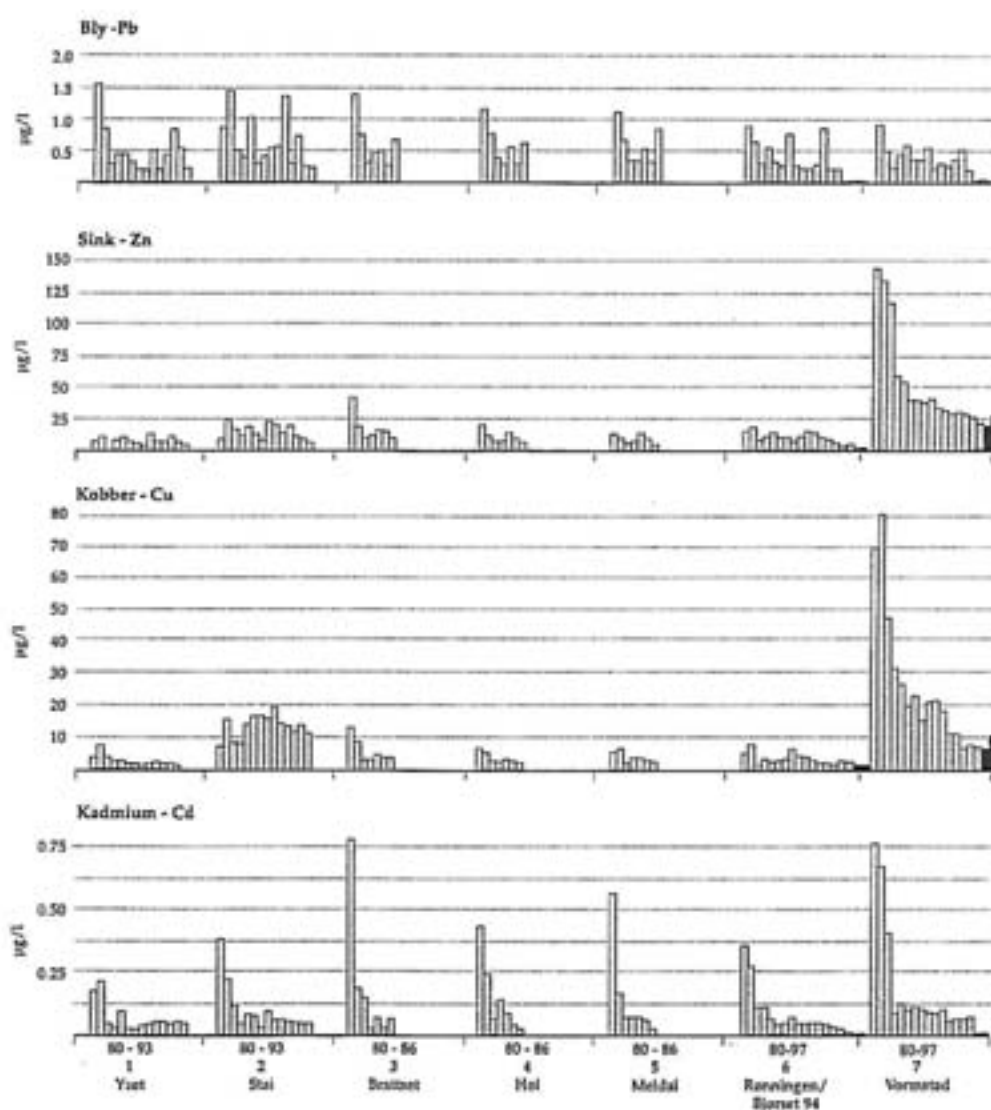 Bly -Pb
2.0
1.5
1.0
0.5
µg/l
Sink - Zn
150
125
100
75
50
25
µg/l
Kobber - Cu
80
70
60
50
40
30
20
10
µg/l
Kadmium - Cd
0.75
0.50
0.25
µg/l
80 - 93 80 - 93 80 - 86 80 - 86 80 - 86 80-97 80-97
1 2 3 4 5 6 7
Yset Stai Hol Meldal Rønningen/ Vormstad
Bjørset 94